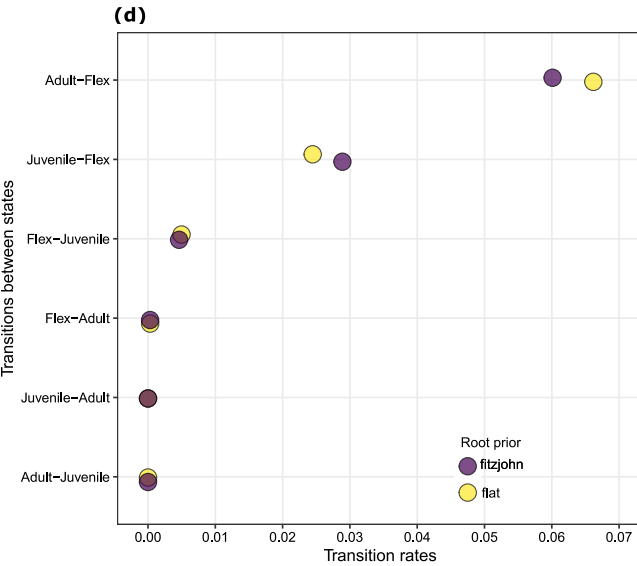 (d)
Transitions between states
Adult−Flex
Juvenile−Flex
Flex−Juvenile
Flex−Adult
Juvenile−Adult
Adult−Juvenile
Root prior
fitzjohn
flat
0.00 0.01 0.02 0.03 0.04 0.05 0.06 0.07
Transition rates